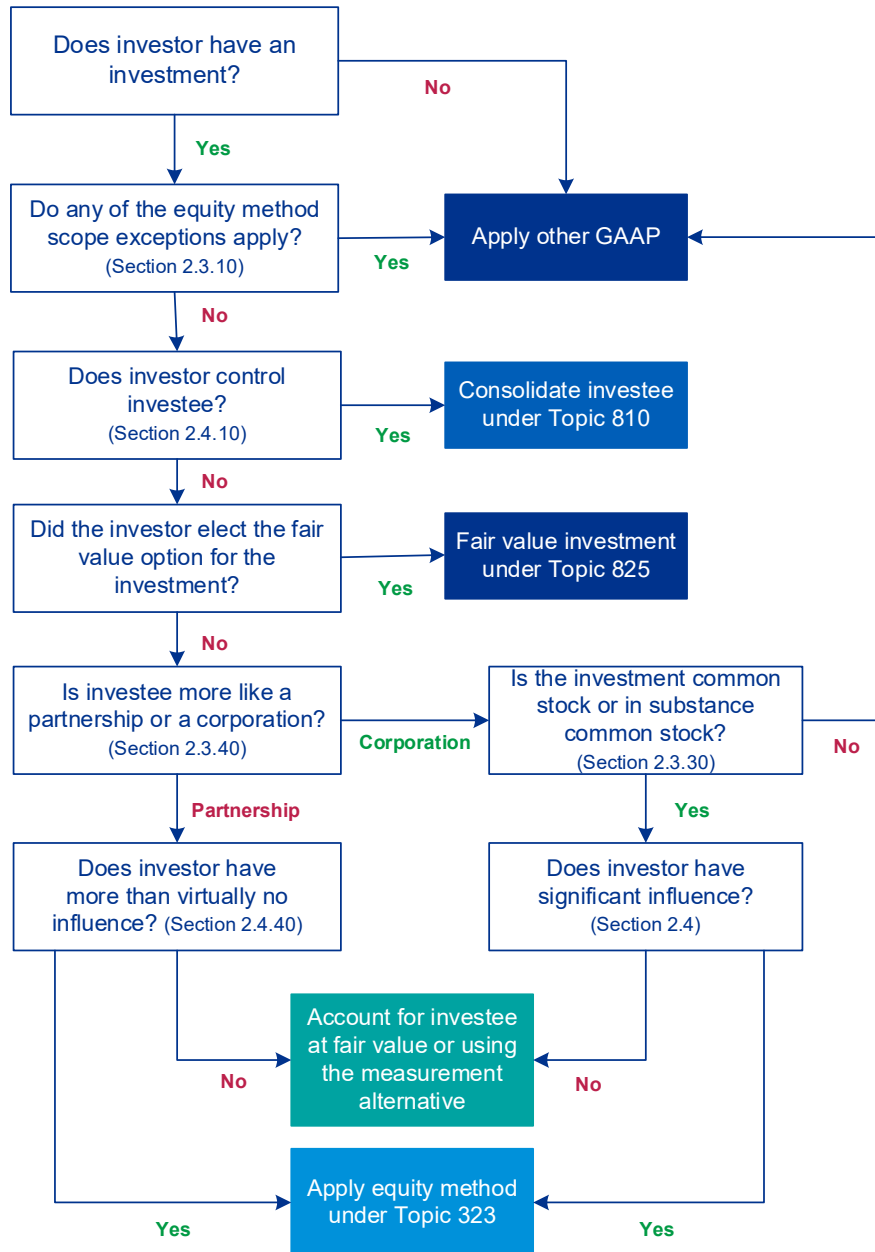 Does investor have an
investment?
No
Yes
Do any of the equity method
scope exceptions apply?
(Section 2.3.10)
Yes
Apply other GAAP
No
Does investor control
investee?
(Section 2.4.10)
Yes
Consolidate investee
under Topic 810
No
Did the investor elect the fair
value option for the
investment?
Yes
Fair value investment
under Topic 825
No
Is investee more like a
partnership or a corporation?
(Section 2.3.40)
Corporation
Is the investment common
stock or in substance
common stock?
(Section 2.3.30)
No
Partnership
Yes
Does investor have
more than virtually no
influence? (Section 2.4.40)
Does investor have
significant influence?
(Section 2.4)
No
Account for investee
at fair value or using
the measurement
alternative
No
Yes
Apply equity method
under Topic 323
Yes